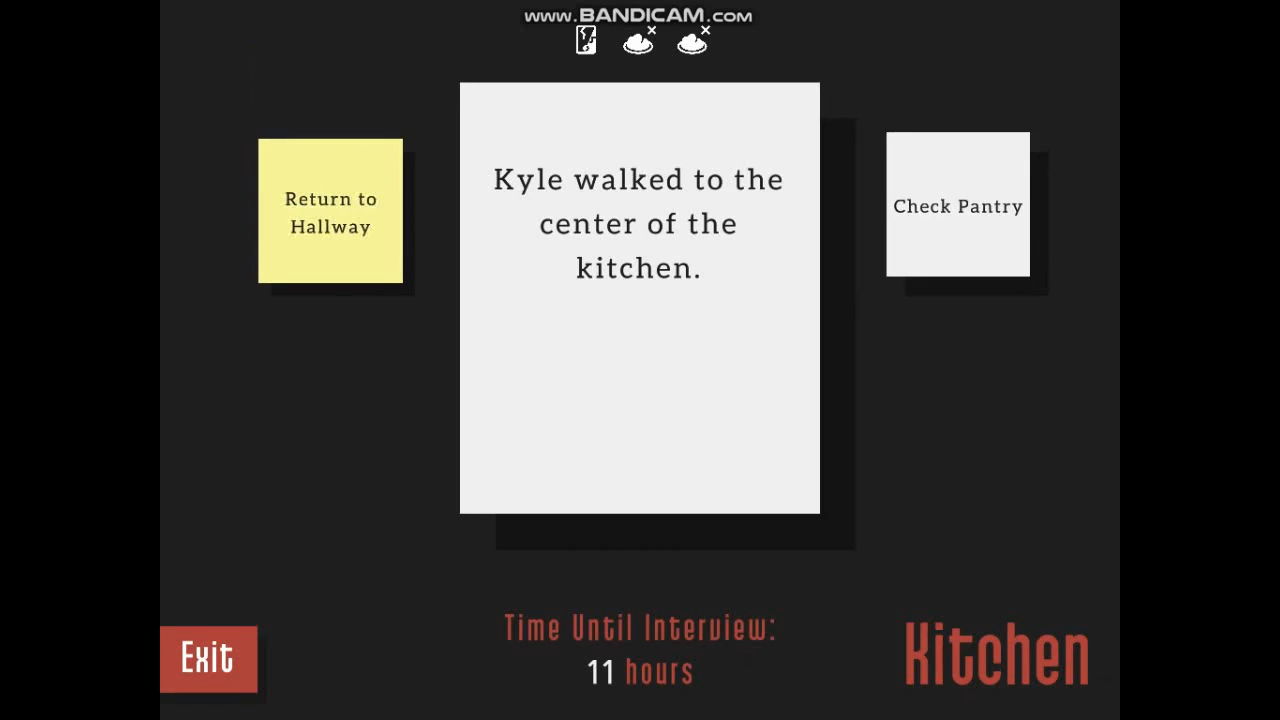 www.BANDICAM.com
Return to
Hallway
Kyle walked to the
center of the
kitchen.
Check Pantry
Exit
Time Until Interview:
11 hours
Kitchen